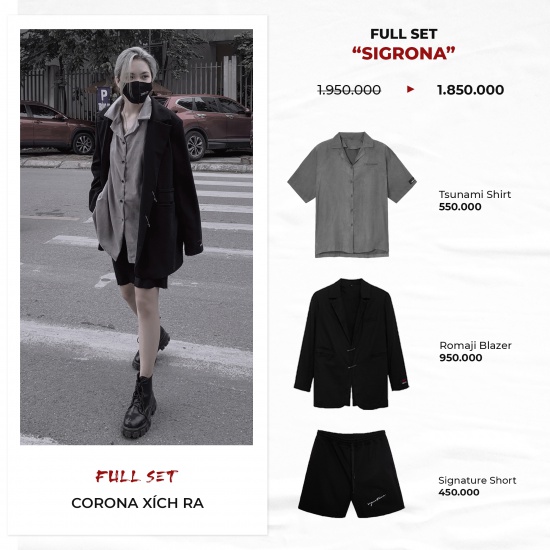 FULL SET
“SIGRONA”
1.950.000 ▶ 1.850.000
Tsunami Shirt
550.000
Romaji Blazer
950.000
Signature Short
450.000
FULL SET
CORONA XÍCH RA
P